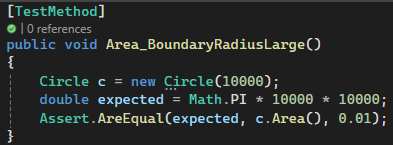 [TestMethod]
| 0 references
public void Area_BoundaryRadiusLarge()
{
    Circle c = new Circle(10000);
    double expected = Math.PI * 10000 * 10000;
    Assert.AreEqual(expected, c.Area(), 0.01);
}